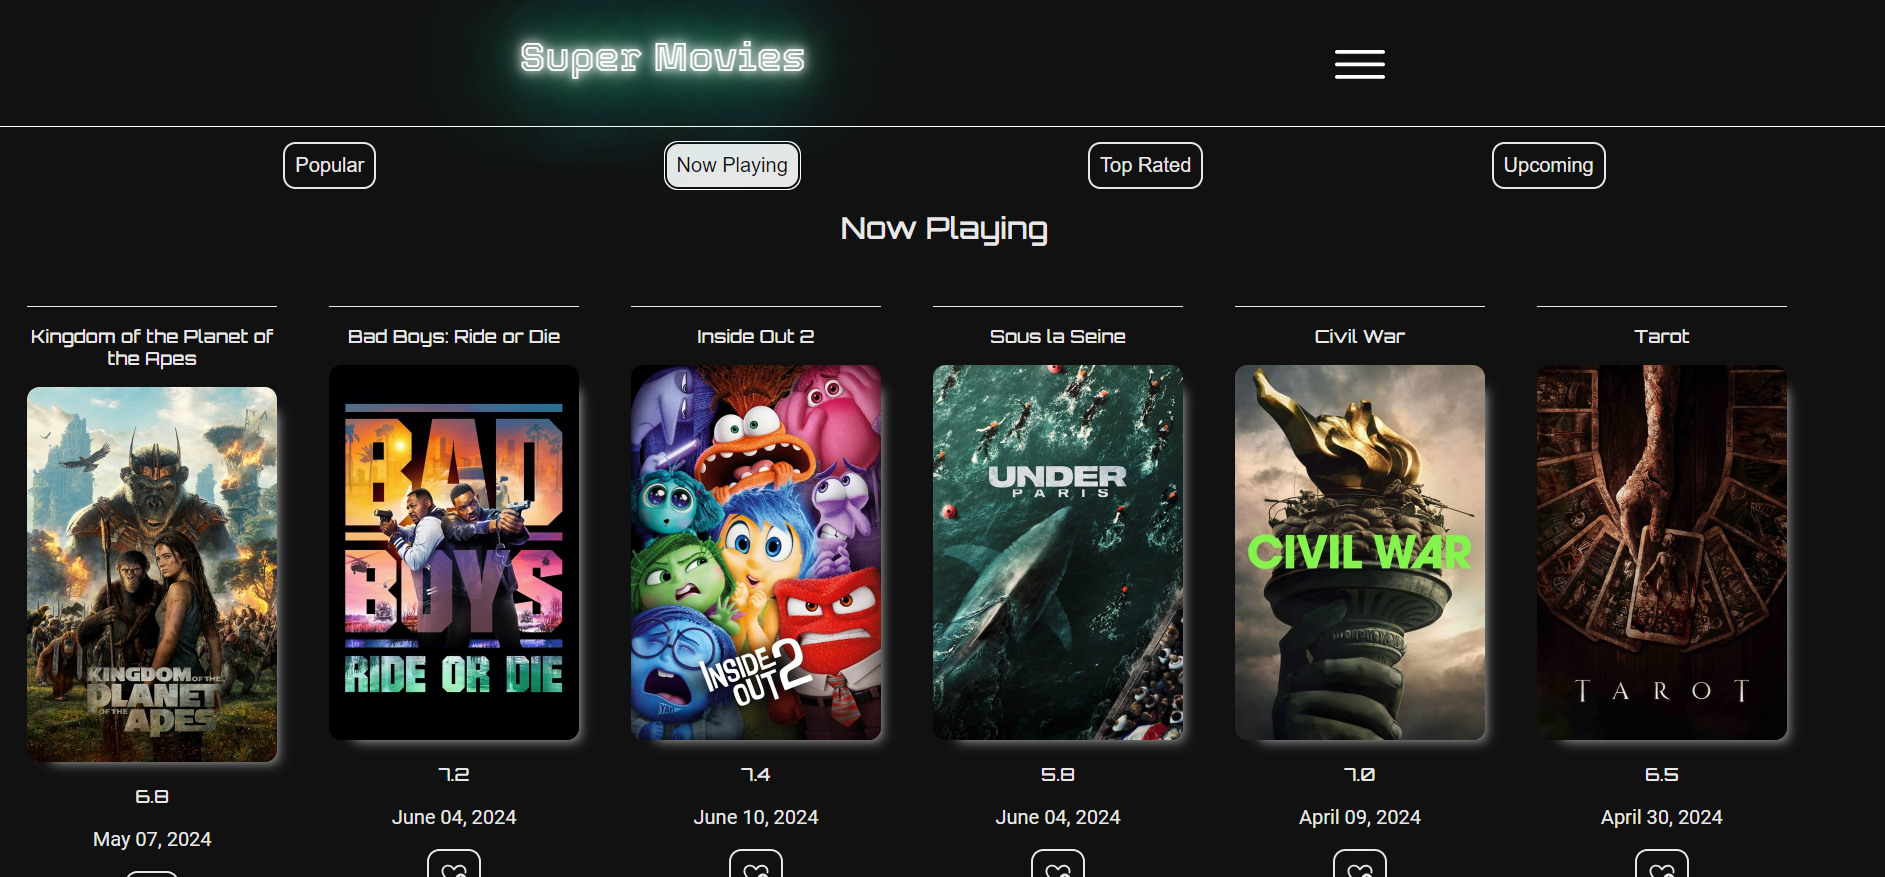 Super Movies
Popular
Now Playing
Top Rated
Upcoming
Now Playing
Kingdom of the Planet of
the Apes
KINGDOM OF THE
PLANET
OF THE APES
6.8
May 07, 2024
Bad Boys: Ride or Die
BAD
BOYS
RIDE OR DIE
7.2
June 04, 2024
Inside Out 2
INSIDE
OUT 2
7.4
June 10, 2024
Sous la Seine
UNDER
PARIS
5.8
June 04, 2024
Civil War
CIVIL WAR
7.0
April 09, 2024
Tarot
TAROT
6.5
April 30, 2024